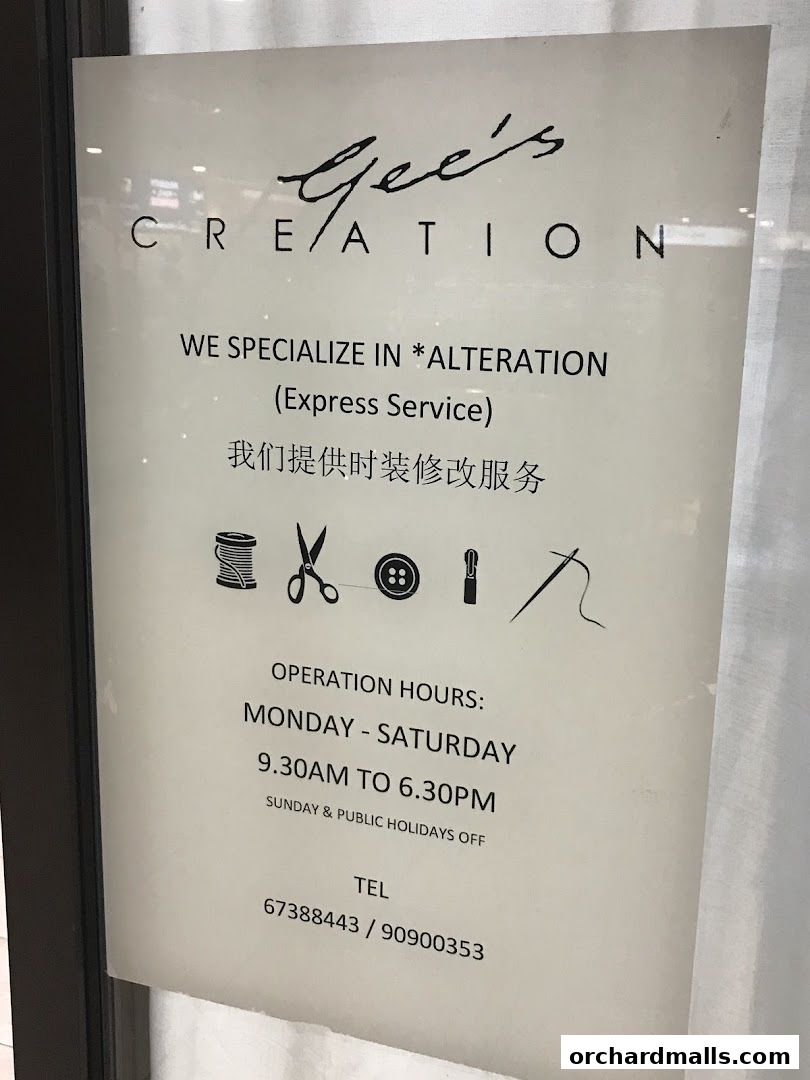 Gee's
CREATION
WE SPECIALIZE IN *ALTERATION
(Express Service)
我们提供时装修改服务
OPERATION HOURS:
MONDAY - SATURDAY
9.30AM TO 6.30PM
SUNDAY & PUBLIC HOLIDAYS OFF
TEL
67388443 / 90900353
orchardmalls.com